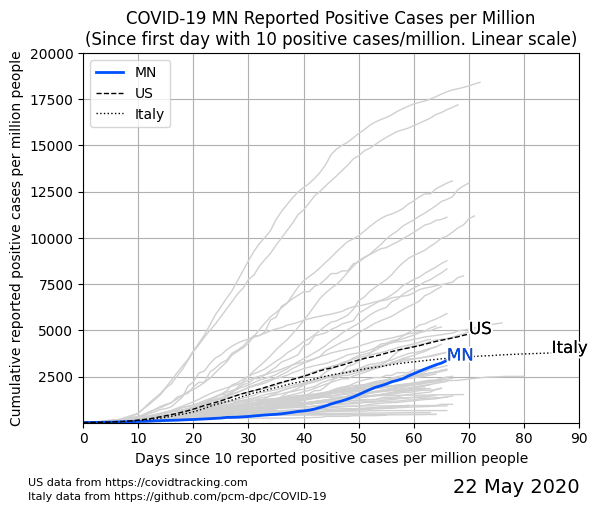 COVID-19 MN Reported Positive Cases per Million
(Since first day with 10 positive cases/million. Linear scale)
Cumulative reported positive cases per million people
20000
17500
15000
12500
10000
7500
5000
2500
MN
US
Italy
US
MN
Italy
0 10 20 30 40 50 60 70 80 90
Days since 10 reported positive cases per million people
US data from https://covidtracking.com
Italy data from https://github.com/pcm-dpc/COVID-19
22 May 2020